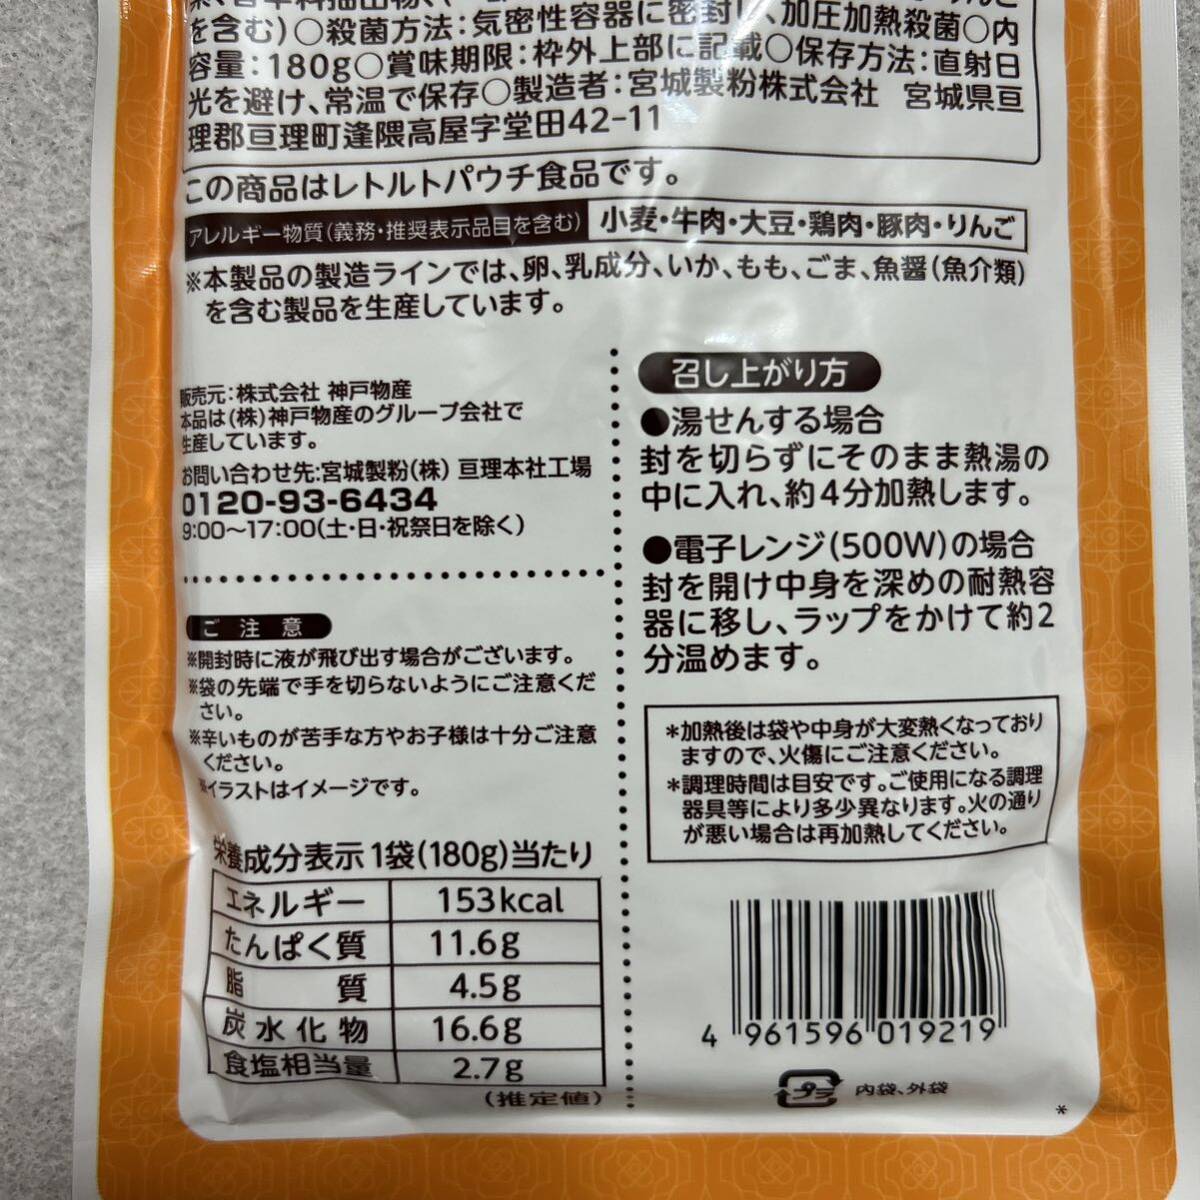 を含む)○殺菌方法:気密性容器に密封し、加圧加熱殺菌○内
容量:180g○賞味期限:枠外上部に記載○保存方法:直射日
光を避け、常温で保存○製造者:宮城製粉株式会社 宮城県亘
理郡亘理町逢隈高屋字堂田42-11
この商品はレトルトパウチ食品です。
アレルギー物質(義務・推奨表示品目を含む) 小麦・牛肉・大豆・鶏肉・豚肉・りんご
※本製品の製造ラインでは、卵、乳成分、いか、もも、ごま、魚醤(魚介類)
を含む製品を生産しています。
販売元:株式会社 神戸物産
本品は(株)神戸物産のグループ会社で
生産しています。
お問い合わせ先:宮城製粉(株) 亘理本社工場
0120-93-6434
9:00〜17:00(土・日・祝祭日を除く)
ご注意
※開封時に液が飛び出す場合がございます。
※袋の先端で手を切らないようにご注意くだ
さい。
※辛いものが苦手な方やお子様は十分ご注意
ください。
※イラストはイメージです。
栄養成分表示 1袋(180g)当たり
エネルギー 153kcal
たんぱく質 11.6g
脂質 4.5g
炭水化物 16.6g
食塩相当量 2.7g
(推定値)
召し上がり方
●湯せんする場合
封を切らずにそのまま熱湯の
中に入れ、約4分加熱します。
●電子レンジ(500W)の場合
封を開け中身を深めの耐熱容
器に移し、ラップをかけて約2
分温めます。
*加熱後は袋や中身が大変熱くなっており
ますので、火傷にご注意ください。
*調理時間は目安です。ご使用になる調理
器具等により多少異なります。火の通り
が悪い場合は再加熱してください。
4 961596 019219
プラ 内袋、外袋
*